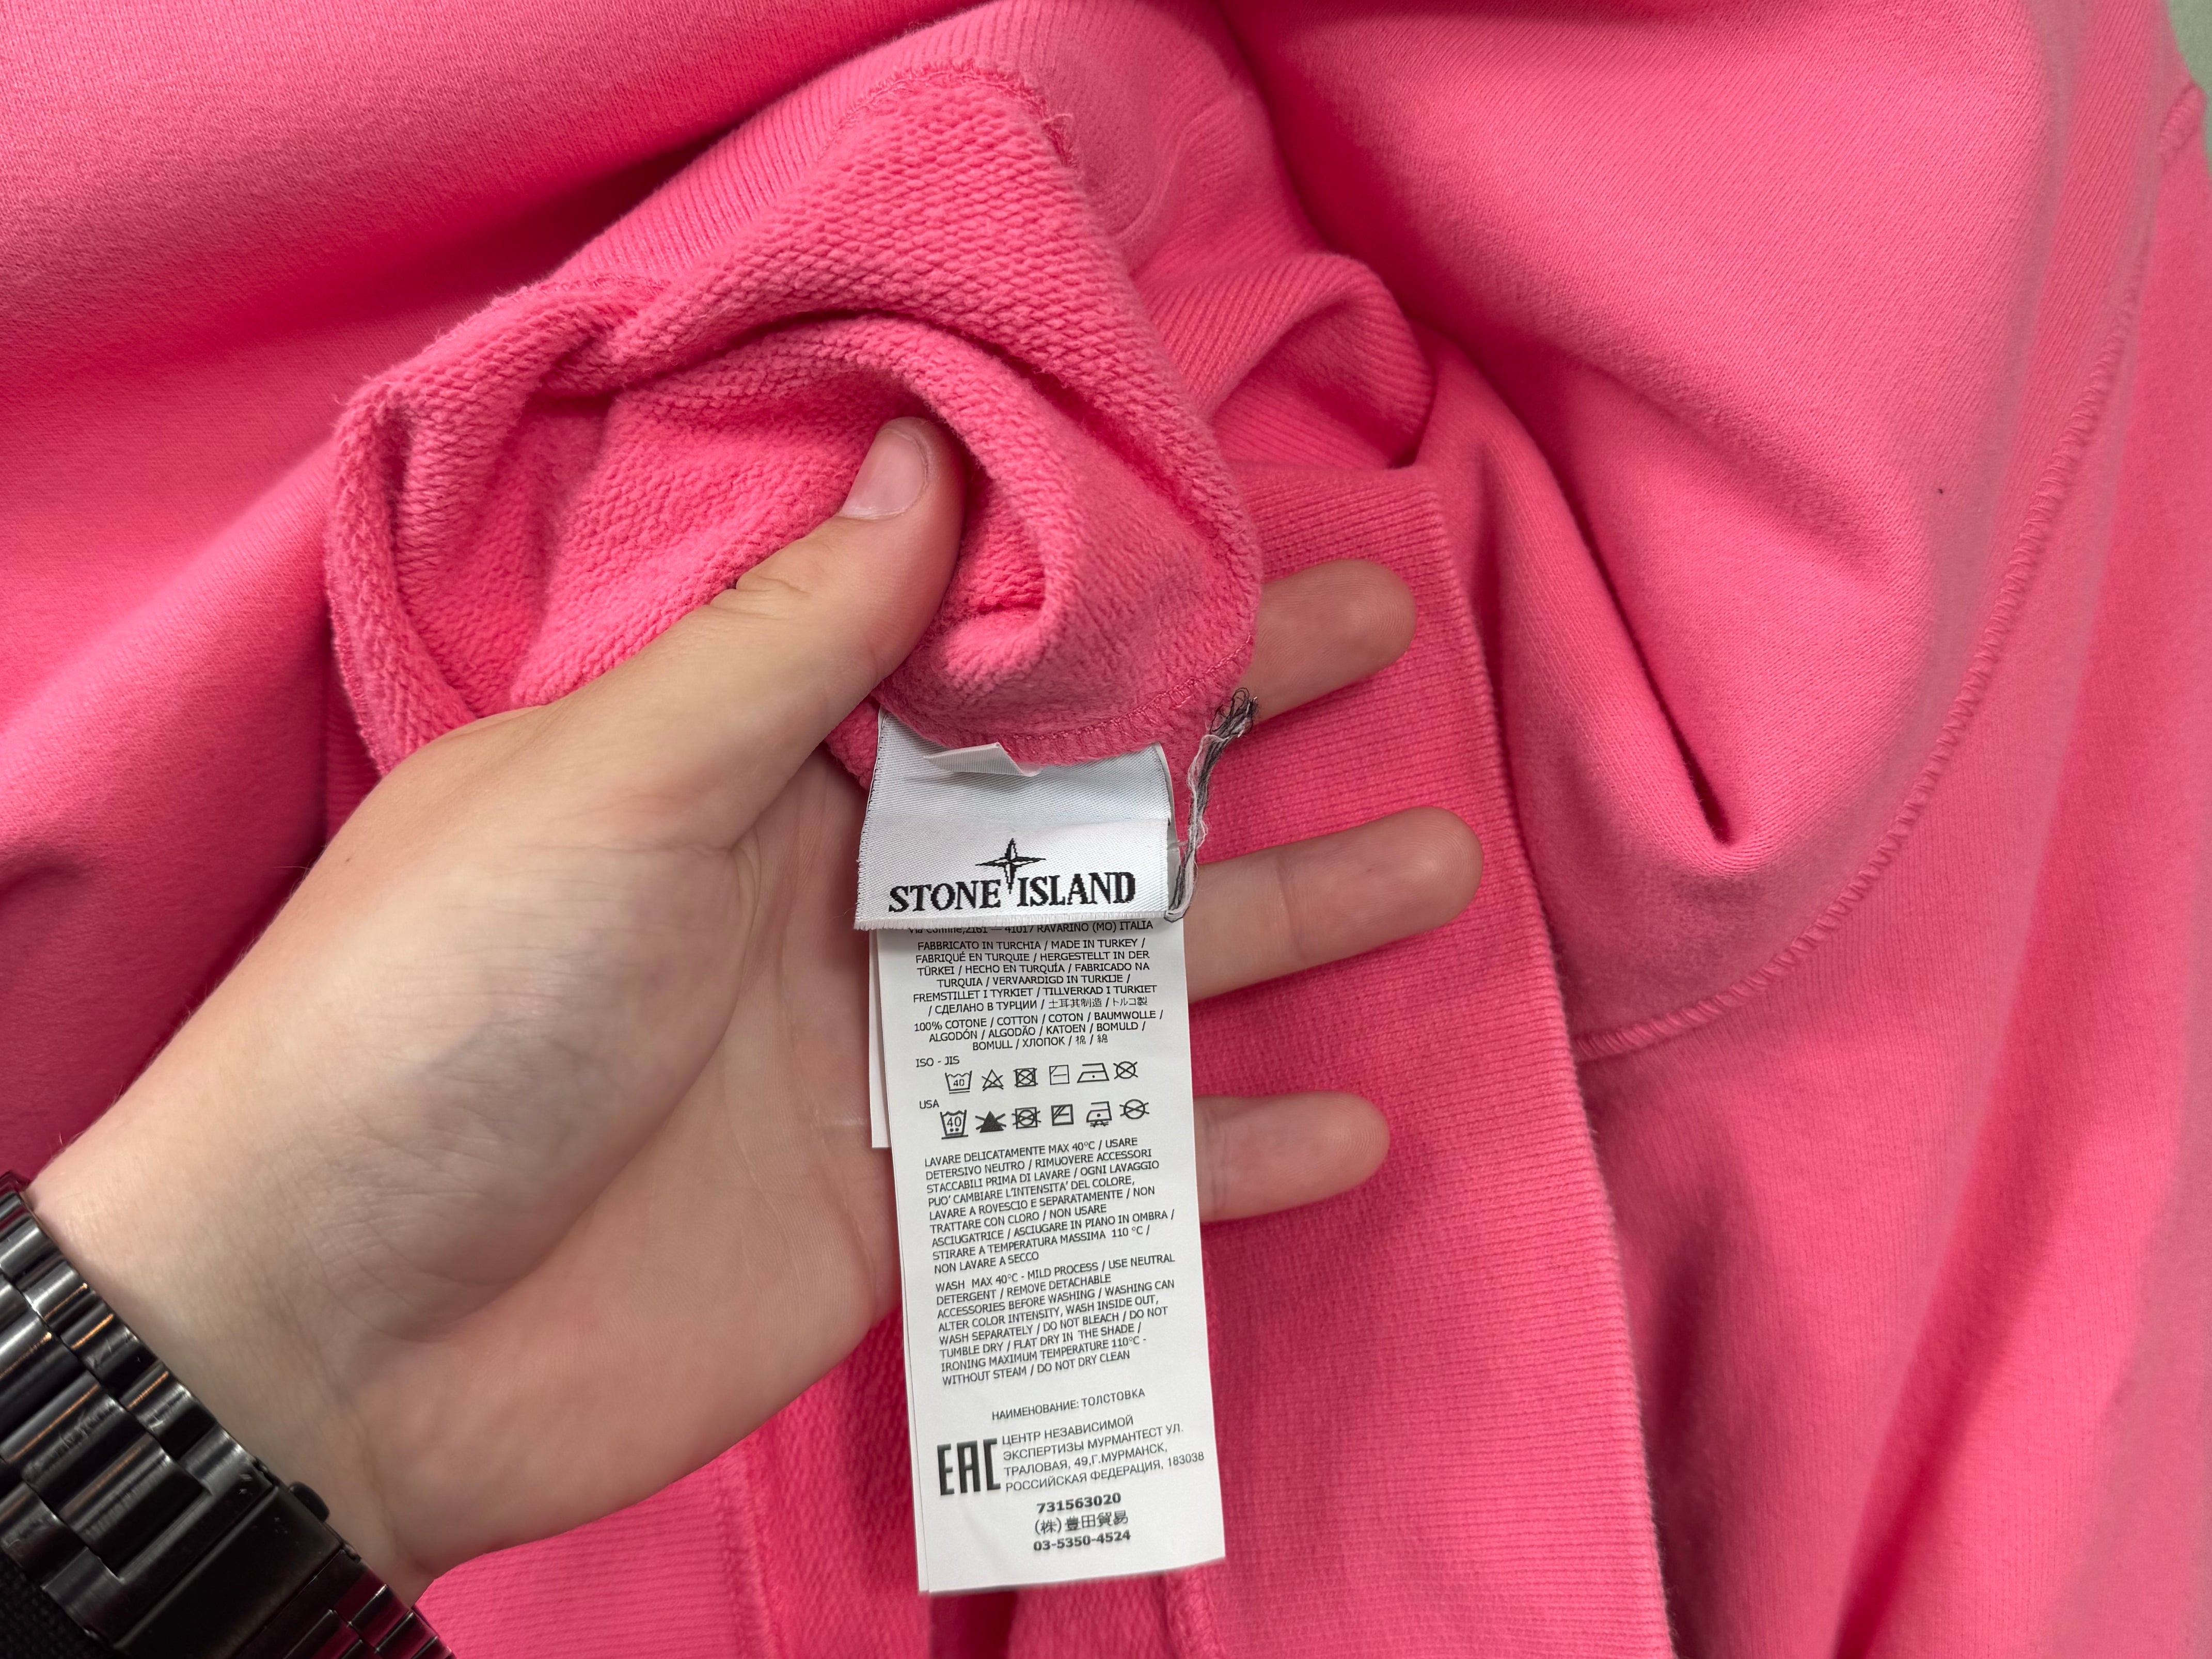 STONE ISLAND
Via Confine,2161 — 41017 RAVARINO (MO) ITALIA
FABBRICATO IN TURCHIA / MADE IN TURKEY /
FABRIQUÉ EN TURQUIE / HERGESTELLT IN DER
TÜRKEI / HECHO EN TURQUÍA / FABRICADO NA
TURQUIA / VERVAARDIGD IN TURKIJE /
FREMSTILLET I TYRKIET / TILLVERKAD I TURKIET
/ СДЕЛАНО В ТУРЦИИ / 土耳其制造 / トルコ製
100% COTONE / COTTON / COTON / BAUMWOLLE /
ALGODÓN / ALGODÃO / KATOEN / BOMULD /
BOMULL / ХЛОПОК / 棉 / 綿
ISO - JIS
40
USA
40
LAVARE DELICATAMENTE MAX 40°C / USARE
DETERSIVO NEUTRO / RIMUOVERE ACCESSORI
STACCABILI PRIMA DI LAVARE / OGNI LAVAGGIO
PUO' CAMBIARE L'INTENSITA' DEL COLORE,
LAVARE A ROVESCIO E SEPARATAMENTE / NON
TRATTARE CON CLORO / NON USARE
ASCIUGATRICE / ASCIUGARE IN PIANO IN OMBRA /
STIRARE A TEMPERATURA MASSIMA 110 °C /
NON LAVARE A SECCO
WASH MAX 40°C - MILD PROCESS / USE NEUTRAL
DETERGENT / REMOVE DETACHABLE
ACCESSORIES BEFORE WASHING / WASHING CAN
ALTER COLOR INTENSITY, WASH INSIDE OUT,
WASH SEPARATELY / DO NOT BLEACH / DO NOT
TUMBLE DRY / FLAT DRY IN THE SHADE /
IRONING MAXIMUM TEMPERATURE 110°C -
WITHOUT STEAM / DO NOT DRY CLEAN
НАИМЕНОВАНИЕ: ТОЛСТОВКА
EAC
ЦЕНТР НЕЗАВИСИМОЙ
ЭКСПЕРТИЗЫ МУРМАНТЕСТ УЛ.
ТРАЛОВАЯ, 49,Г.МУРМАНСК,
РОССИЙСКАЯ ФЕДЕРАЦИЯ, 183038
731563020
(株)豊田貿易
03-5350-4524